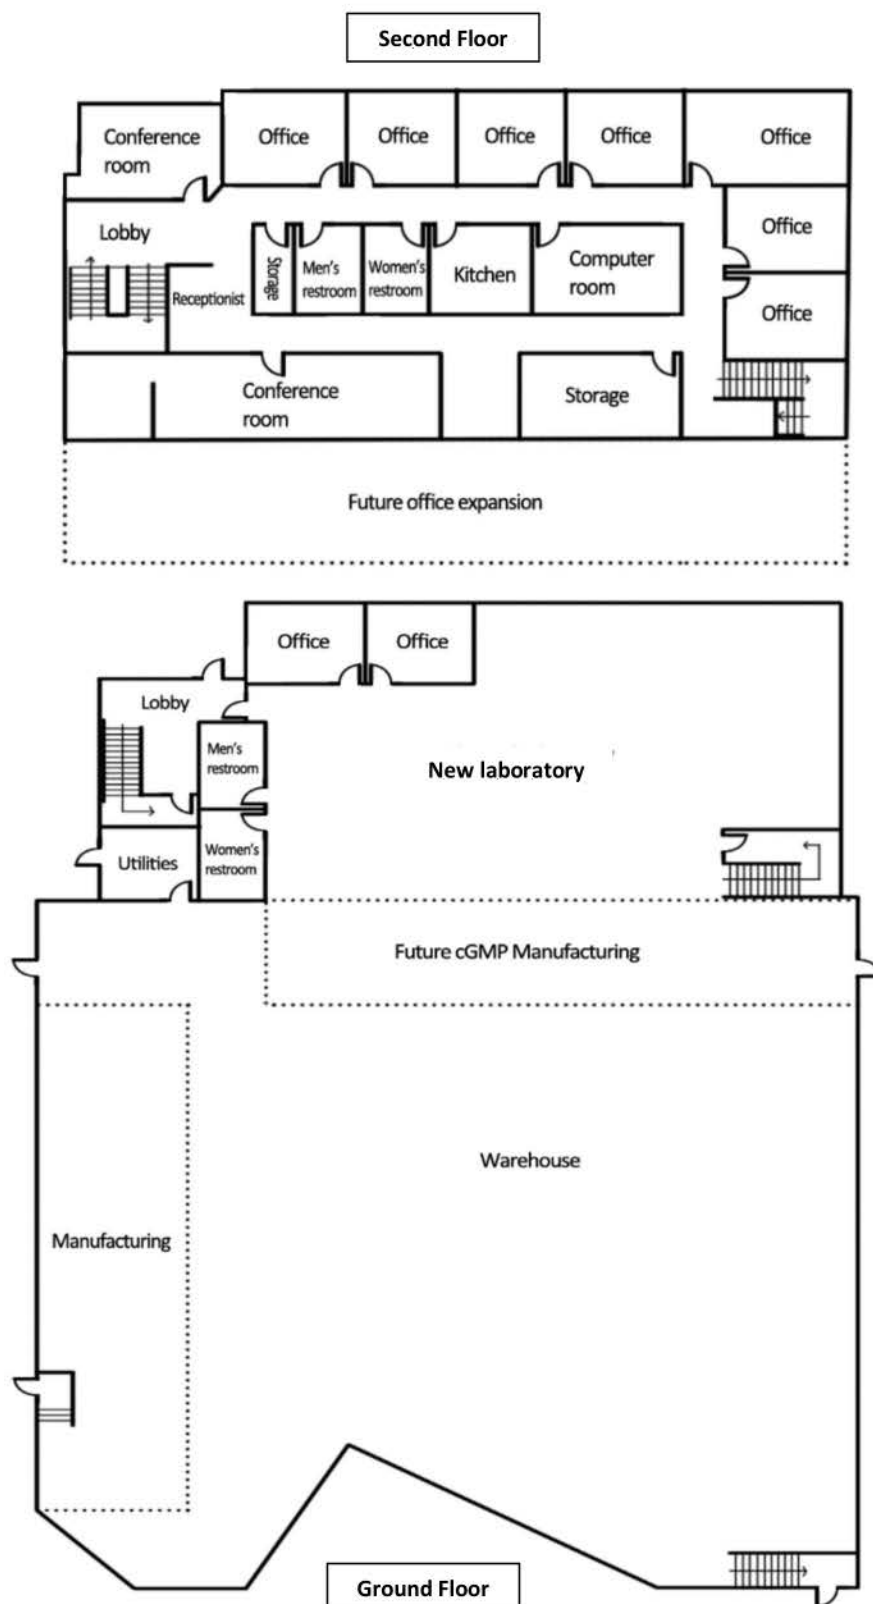 Second Floor
Conference
room
Office
Office
Office
Office
Office
Lobby
Office
Storage
Men's
restroom
Women's
restroom
Kitchen
Computer
room
Receptionist
Office
Conference
room
Storage
Future office expansion
Office
Office
Lobby
Men's
restroom
New laboratory
Utilities
Women's
restroom
Future cGMP Manufacturing
Warehouse
Manufacturing
Ground Floor